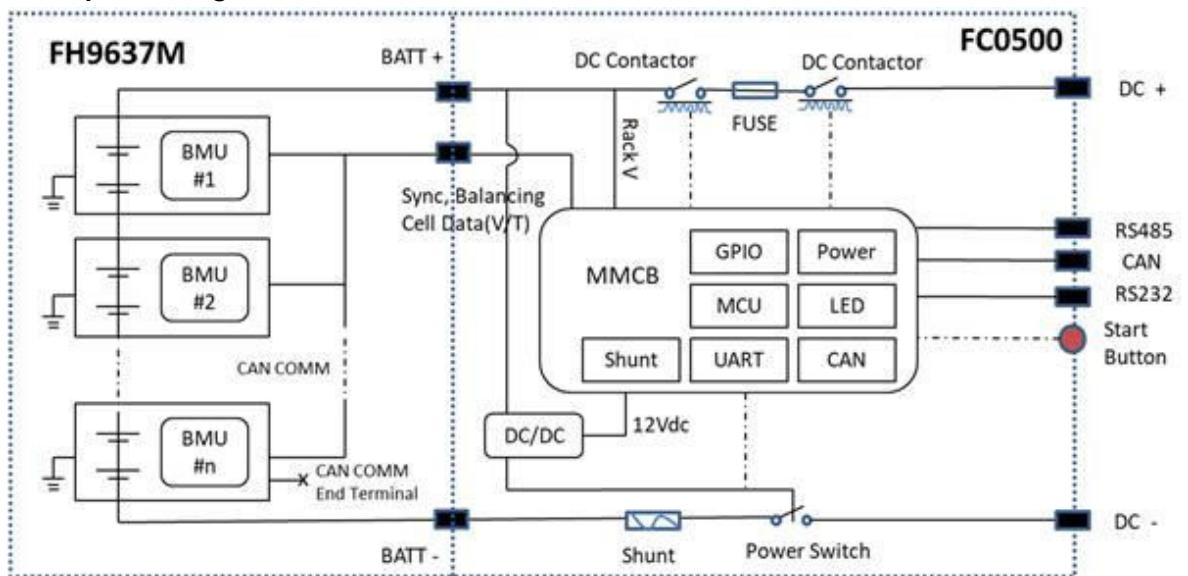 FH9637M
FC0500
BATT +
DC Contactor
DC Contactor
DC +
FUSE
BMU
#1
Rack V
Sync, Balancing
Cell Data(V/T)
BMU
#2
MMCB
GPIO
Power
MCU
LED
Shunt
UART
CAN
RS485
CAN
RS232
Start
Button
CAN COMM
BMU
#n
DC/DC
12Vdc
CAN COMM
End Terminal
BATT -
Shunt
Power Switch
DC -